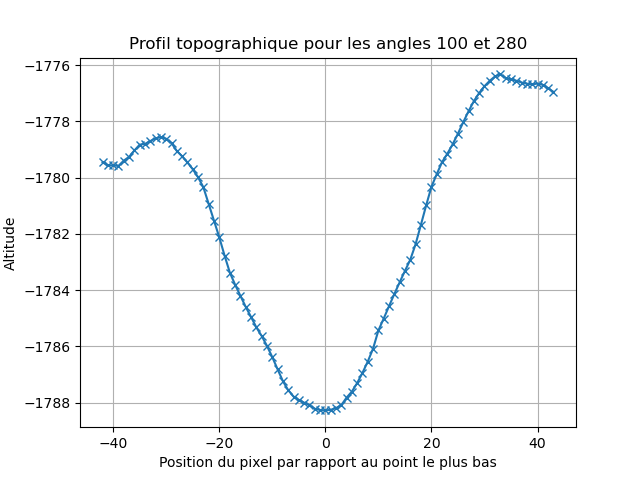 Profil topographique pour les angles 100 et 280
−1776
−1778
−1780
−1782
−1784
−1786
−1788
Altitude
−40 −20 0 20 40
Position du pixel par rapport au point le plus bas